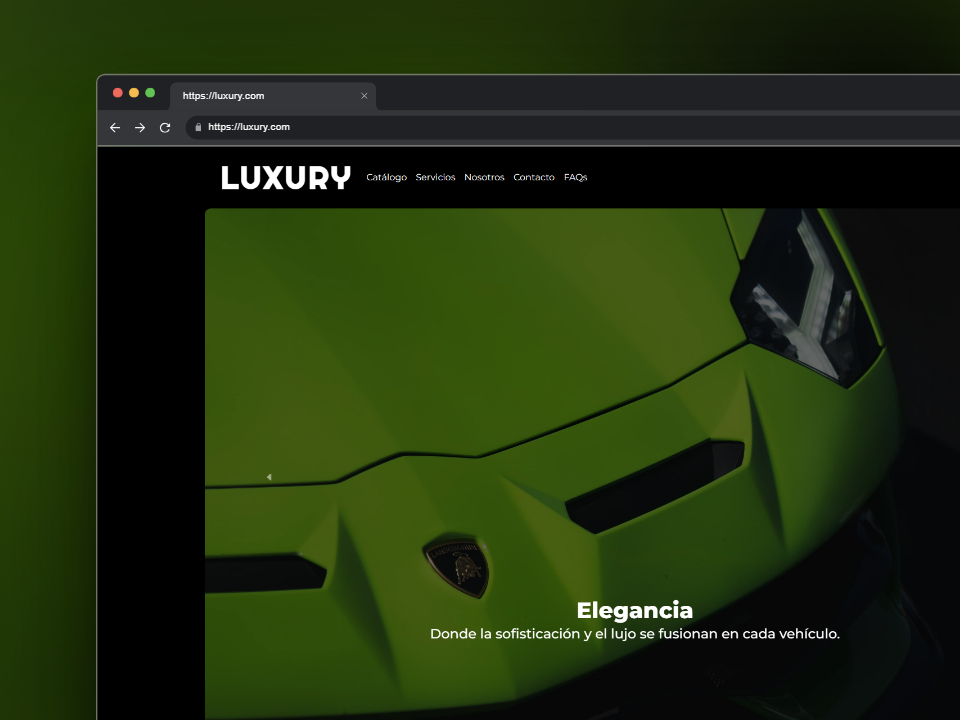 https://luxury.com
https://luxury.com
LUXURY Catálogo Servicios Nosotros Contacto FAQs
LAMBORGHINI
Elegancia
Donde la sofisticación y el lujo se fusionan en cada vehículo.